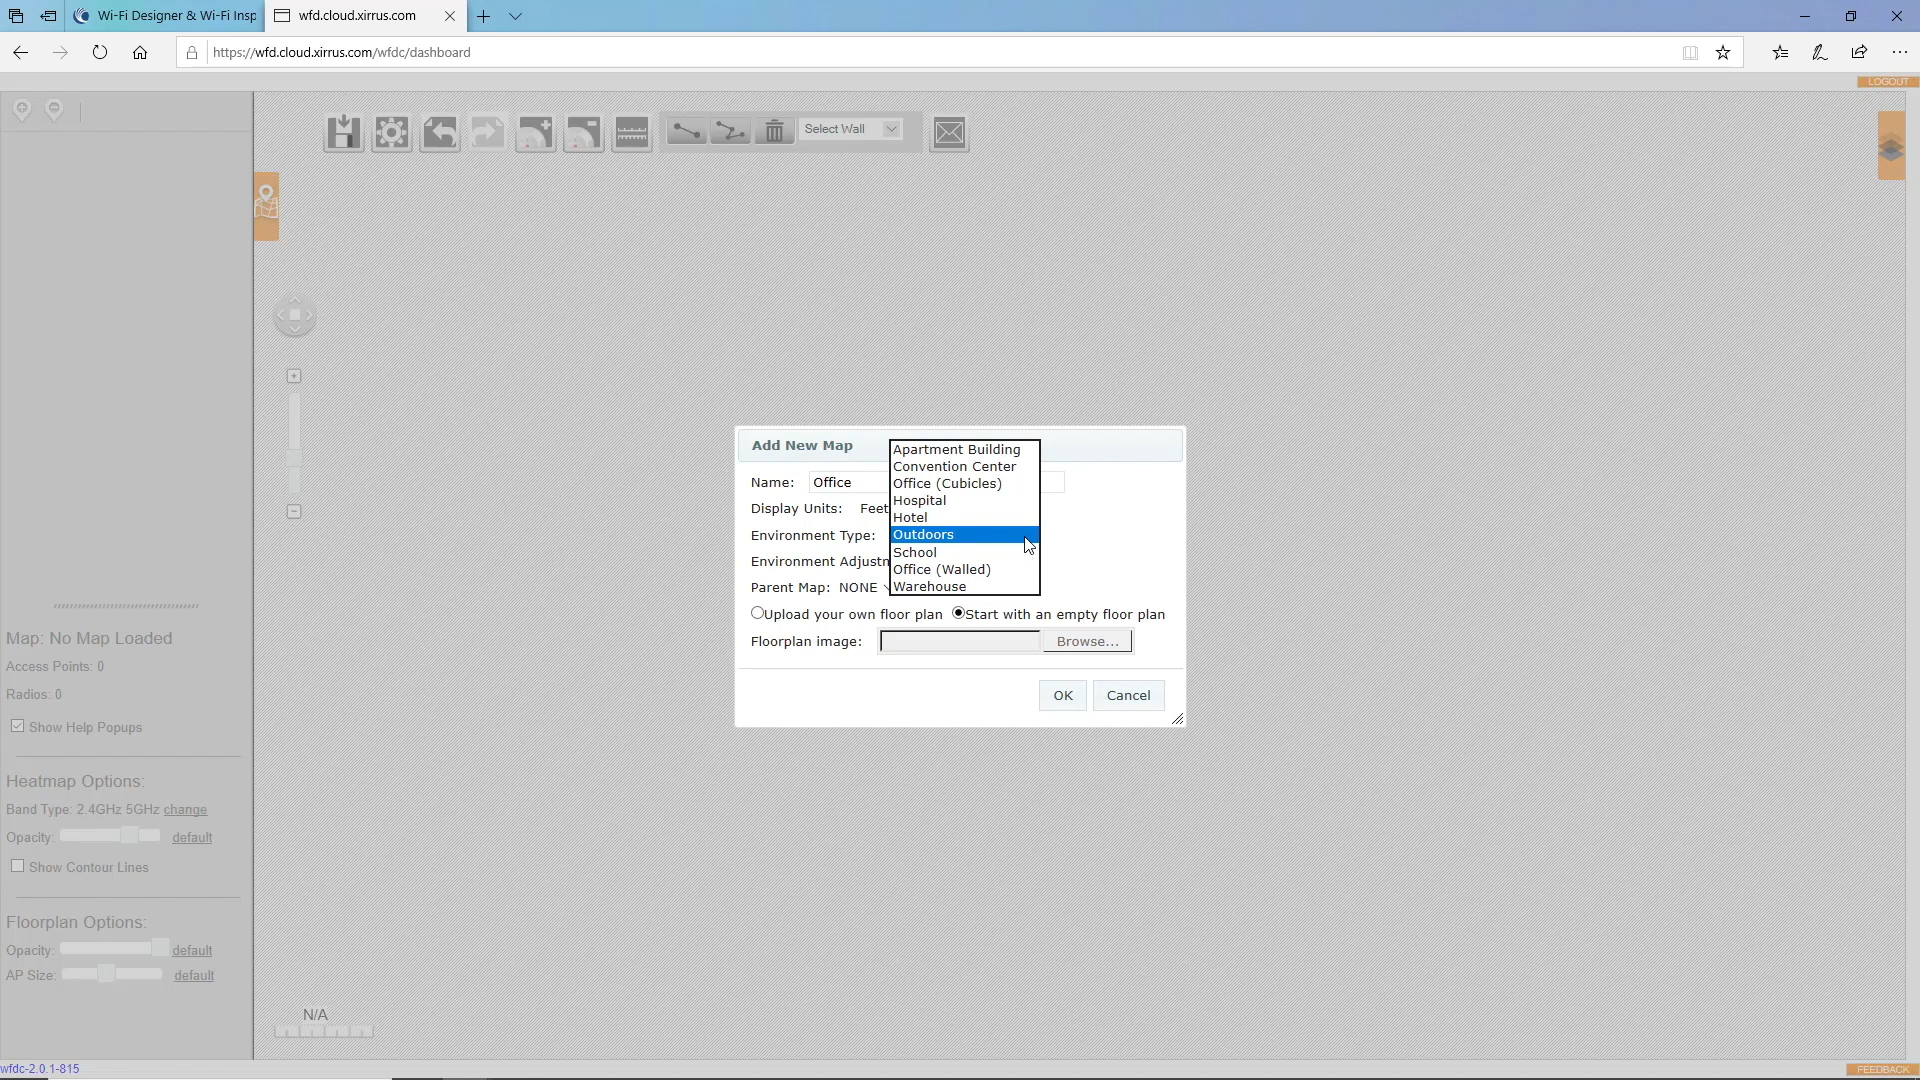 Wi-Fi Designer & Wi-Fi Insp
wfd.cloud.xirrus.com
https://wfd.cloud.xirrus.com/wfdc/dashboard
LOGOUT
Select Wall
Add New Map
Name: Office
Display Units: Feet
Environment Type:
Environment Adjustn
Parent Map: NONE
Apartment Building
Convention Center
Office (Cubicles)
Hospital
Hotel
Outdoors
School
Office (Walled)
Warehouse
Upload your own floor plan Start with an empty floor plan
Floorplan image: Browse...
OK Cancel
Map: No Map Loaded
Access Points: 0
Radios: 0
Show Help Popups
Heatmap Options:
Band Type: 2.4GHz 5GHz change
Opacity: default
Show Contour Lines
Floorplan Options:
Opacity: default
AP Size: default
N/A
wfdc-2.0.1-815
FEEDBACK